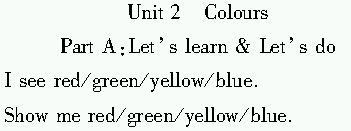 Unit 2  Colours
Part A:Let's learn & Let's do
I see red/green/yellow/blue.
Show me red/green/yellow/blue.